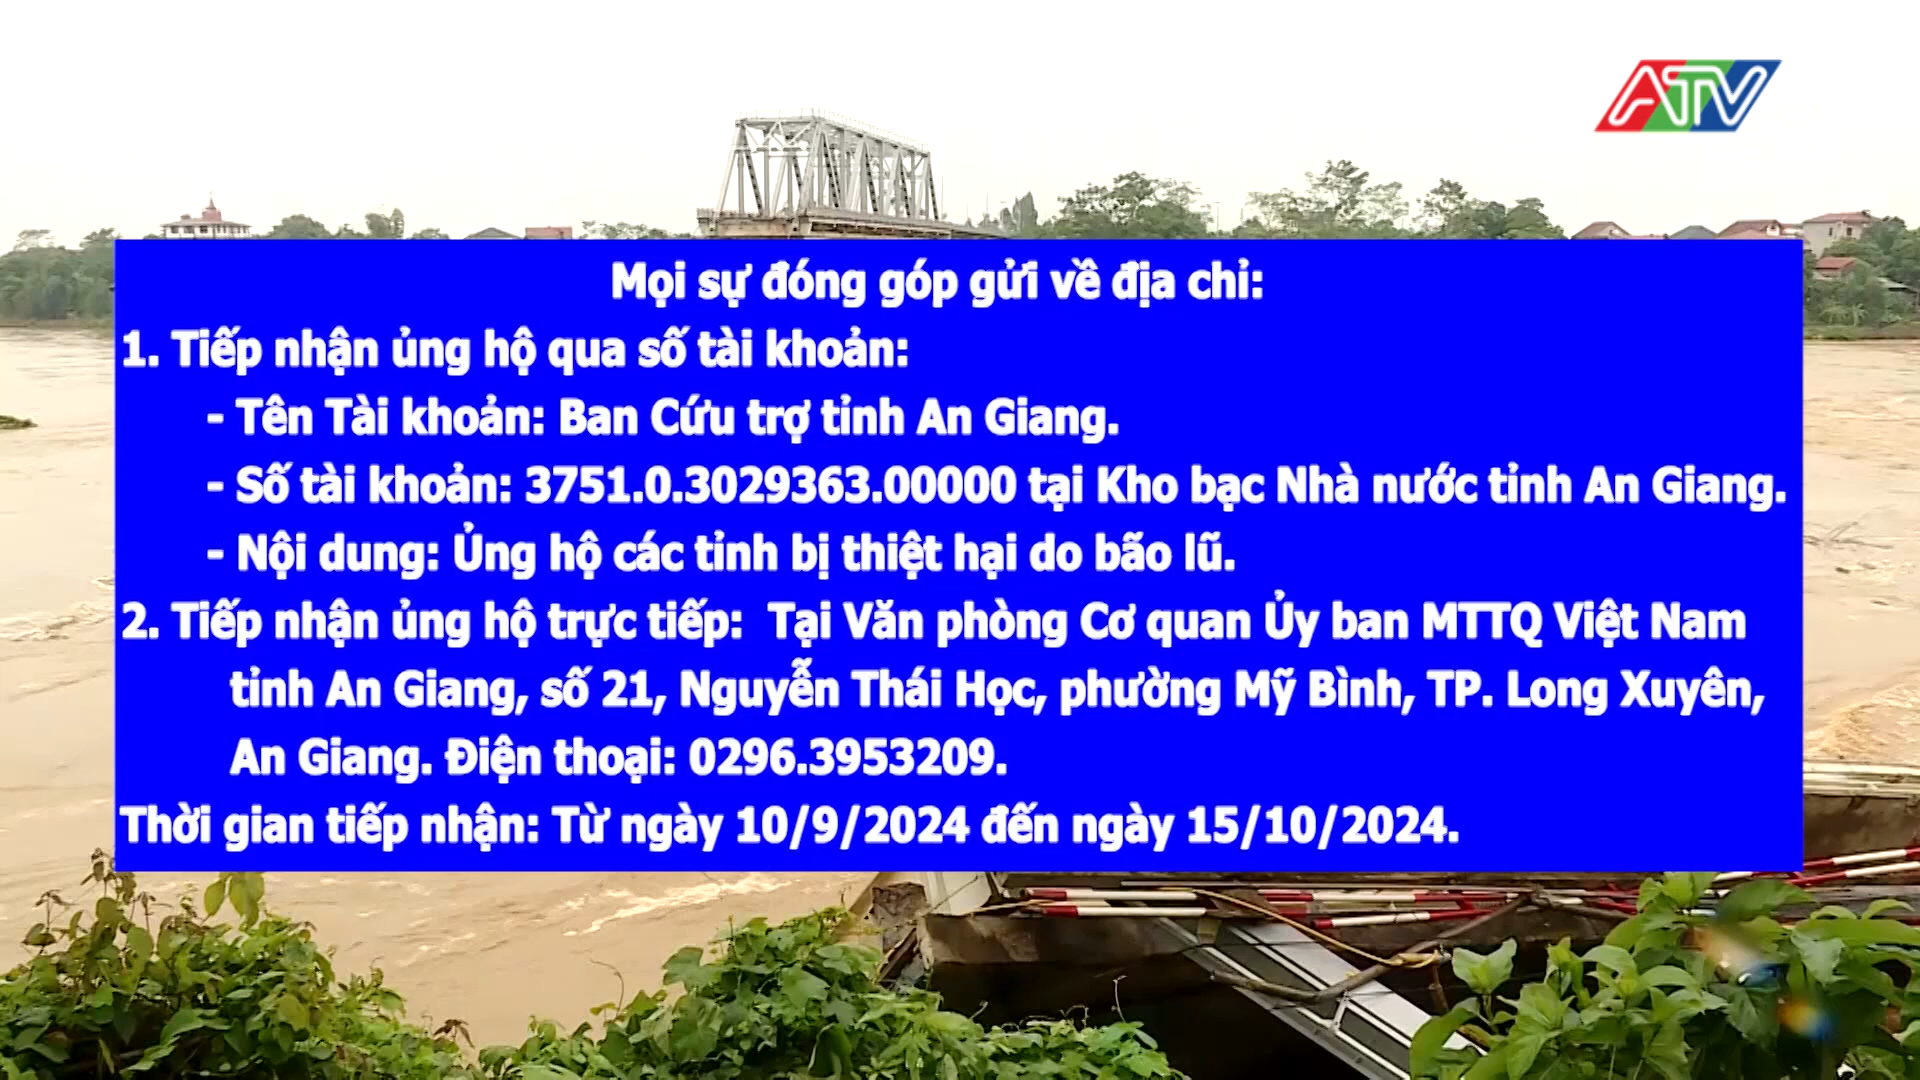 ATV
Mọi sự đóng góp gửi về địa chỉ:
1. Tiếp nhận ủng hộ qua số tài khoản:
- Tên Tài khoản: Ban Cứu trợ tỉnh An Giang.
- Số tài khoản: 3751.0.3029363.00000 tại Kho bạc Nhà nước tỉnh An Giang.
- Nội dung: Ủng hộ các tỉnh bị thiệt hại do bão lũ.
2. Tiếp nhận ủng hộ trực tiếp: Tại Văn phòng Cơ quan Ủy ban MTTQ Việt Nam
tỉnh An Giang, số 21, Nguyễn Thái Học, phường Mỹ Bình, TP. Long Xuyên,
An Giang. Điện thoại: 0296.3953209.
Thời gian tiếp nhận: Từ ngày 10/9/2024 đến ngày 15/10/2024.